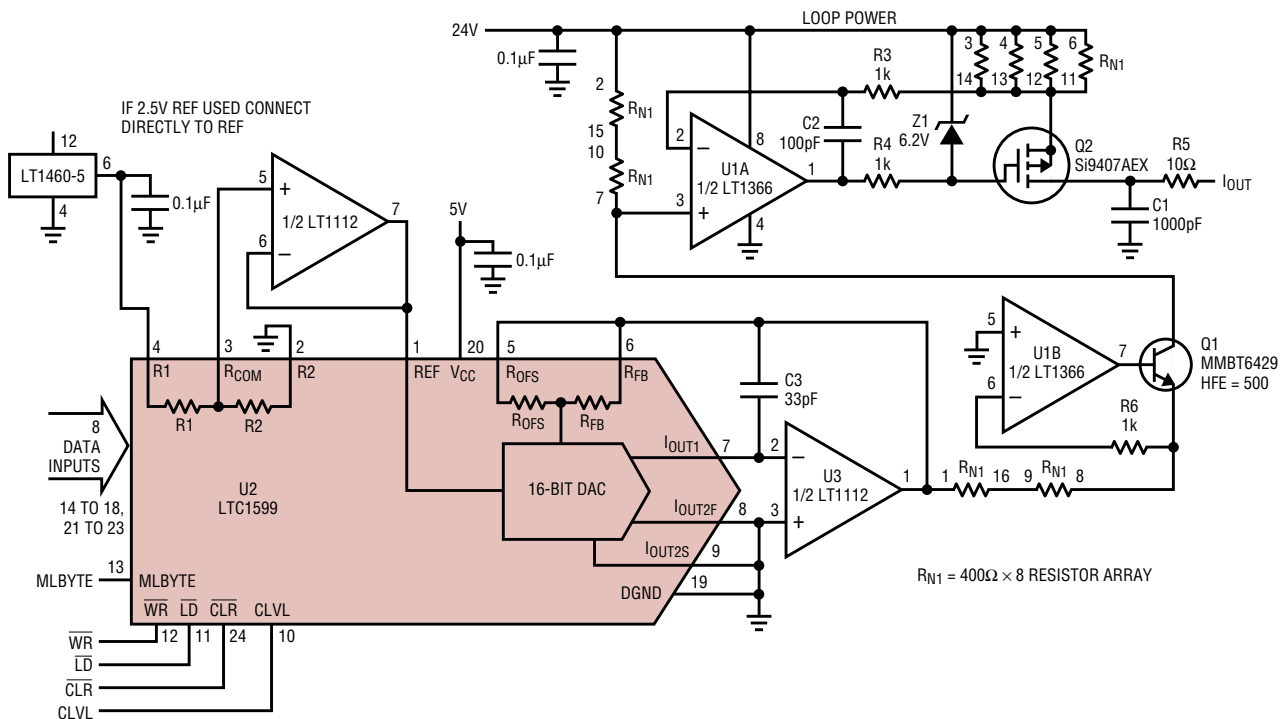 LOOP POWER
24V
0.1µF
2
RN1
15
10
RN1
7
R3
1k
3
4
5
6
RN1
14
13
12
11
C2
100pF
2
8
U1A
1/2 LT1366
1
3
4
R4
1k
Z1
6.2V
Q2
Si9407AEX
R5
10Ω
IOUT
C1
1000pF
IF 2.5V REF USED CONNECT
DIRECTLY TO REF
12
LT1460-5
6
4
0.1µF
5
1/2 LT1112
7
6
5V
0.1µF
4
3
2
1
20
5
6
R1
RCOM
R2
REF
VCC
ROFS
RFB
R1
R2
ROFS
RFB
C3
33pF
8
DATA
INPUTS
14 TO 18,
21 TO 23
U2
LTC1599
16-BIT DAC
IOUT1
7
IOUT2F
8
IOUT2S
9
DGND
19
2
U3
1/2 LT1112
1
3
1
RN1
16
9
RN1
8
5
U1B
1/2 LT1366
7
6
Q1
MMBT6429
HFE = 500
R6
1k
RN1 = 400Ω × 8 RESISTOR ARRAY
MLBYTE
13
MLBYTE
WR
LD
CLR
CLVL
WR
12
11
24
10
LD
CLR
CLVL